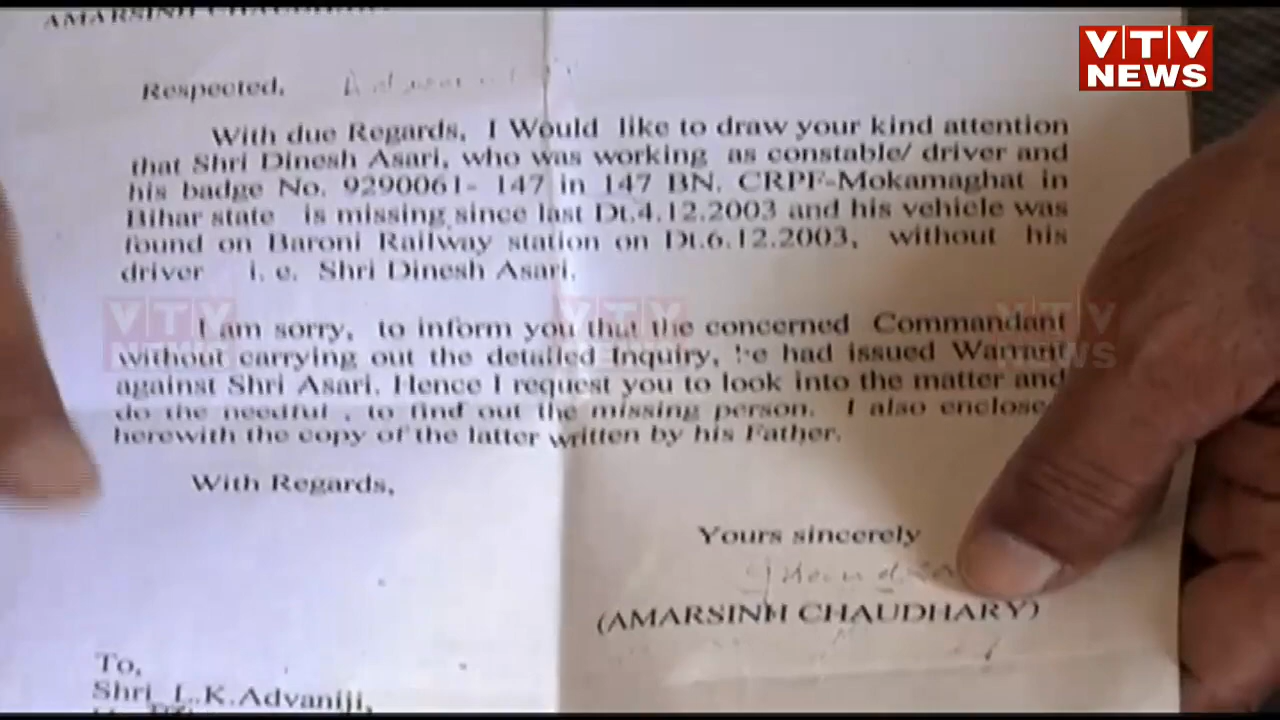 AMARSINH CHAUDHARY
VTV
NEWS
Respected,
With due Regards, I Would like to draw your kind attention
that Shri Dinesh Asari, who was working as constable/ driver and
his badge No. 9290061- 147 in 147 BN. CRPF-Mokamaghat in
Bihar state is missing since last Dt.4.12.2003 and his vehicle was
found on Baroni Railway station on Dt.6.12.2003, without his
driver i. e. Shri Dinesh Asari.
VTV NEWS VTV VTV NEWS
I am sorry, to inform you that the concerned Commandant
without carrying out the detailed Inquiry, he had issued Warrant
against Shri Asari. Hence I request you to look into the matter and
do the needful , to find out the missing person. I also enclose
herewith the copy of the latter written by his Father.
With Regards,
Yours sincerely
(AMARSINH CHAUDHARY)
To,
Shri L.K.Advaniji,